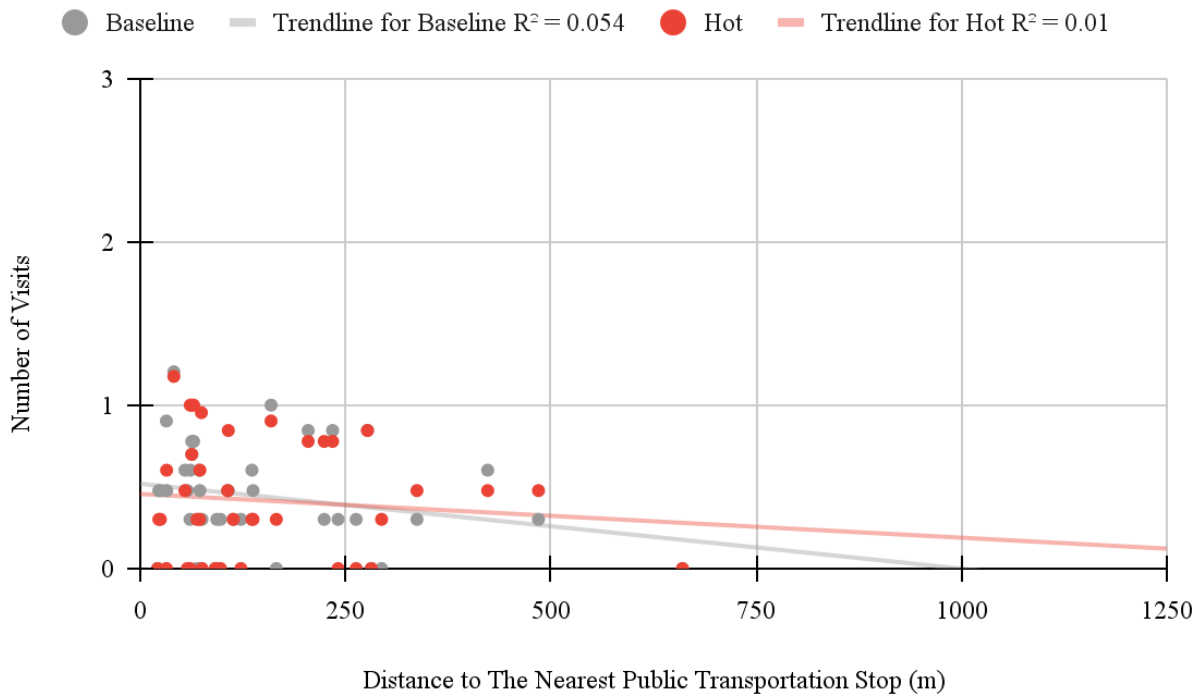 Baseline Trendline for Baseline R² = 0.054 Hot Trendline for Hot R² = 0.01
3
2
1
0
Number of Visits
0 250 500 750 1000 1250
Distance to The Nearest Public Transportation Stop (m)